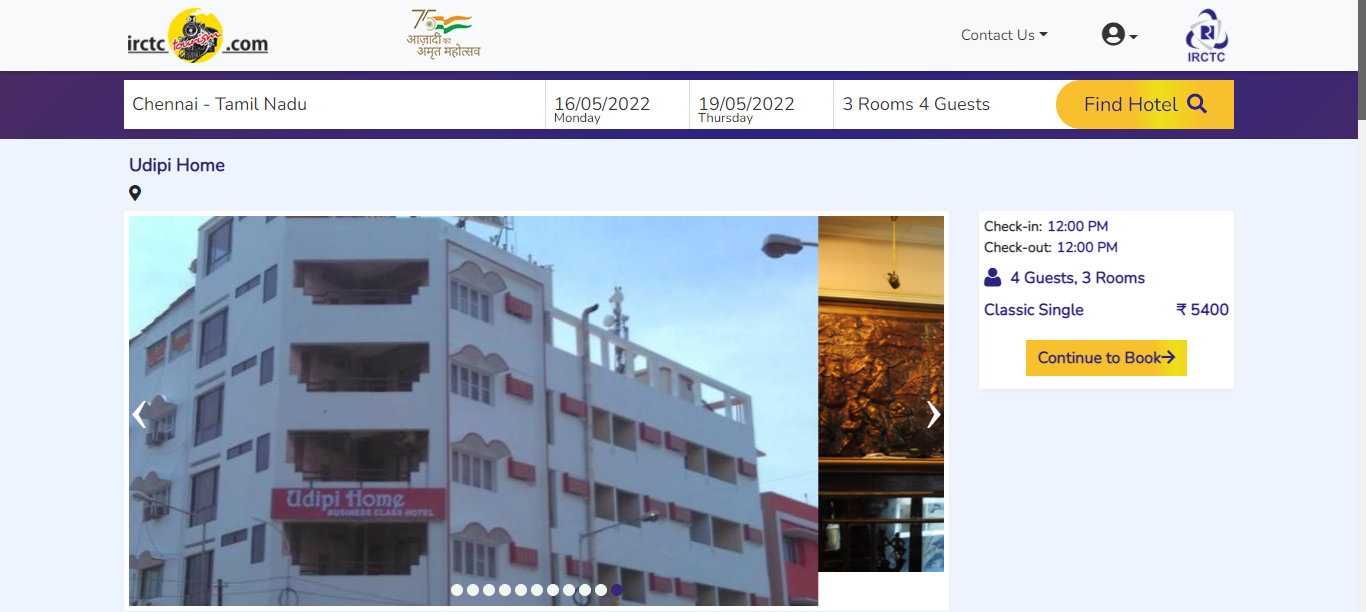 irctc tourism .com
75
आज़ादी का
अमृत महोत्सव
Contact Us
IRCTC
Chennai - Tamil Nadu
16/05/2022
Monday
19/05/2022
Thursday
3 Rooms 4 Guests
Find Hotel
Udipi Home
Check-in: 12:00 PM
Check-out: 12:00 PM
4 Guests, 3 Rooms
Classic Single ₹ 5400
Continue to Book
Udipi Home
BUSINESS CLASS HOTEL